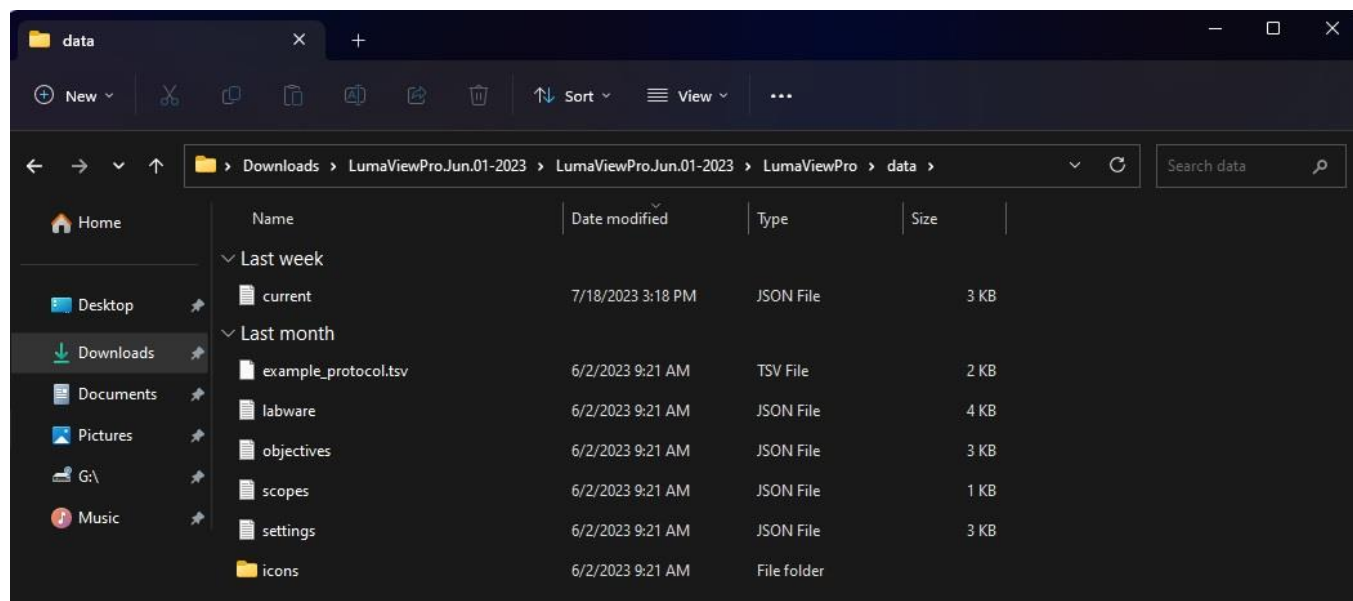 data
New Sort View ...
Downloads > LumaViewPro.Jun.01-2023 > LumaViewPro.Jun.01-2023 > LumaViewPro > data > Search data
Home
Desktop
Downloads
Documents
Pictures
G:\
Music
Name Date modified Type Size
Last week
current 7/18/2023 3:18 PM JSON File 3 KB
Last month
example_protocol.tsv 6/2/2023 9:21 AM TSV File 2 KB
labware 6/2/2023 9:21 AM JSON File 4 KB
objectives 6/2/2023 9:21 AM JSON File 3 KB
scopes 6/2/2023 9:21 AM JSON File 1 KB
settings 6/2/2023 9:21 AM JSON File 3 KB
icons 6/2/2023 9:21 AM File folder